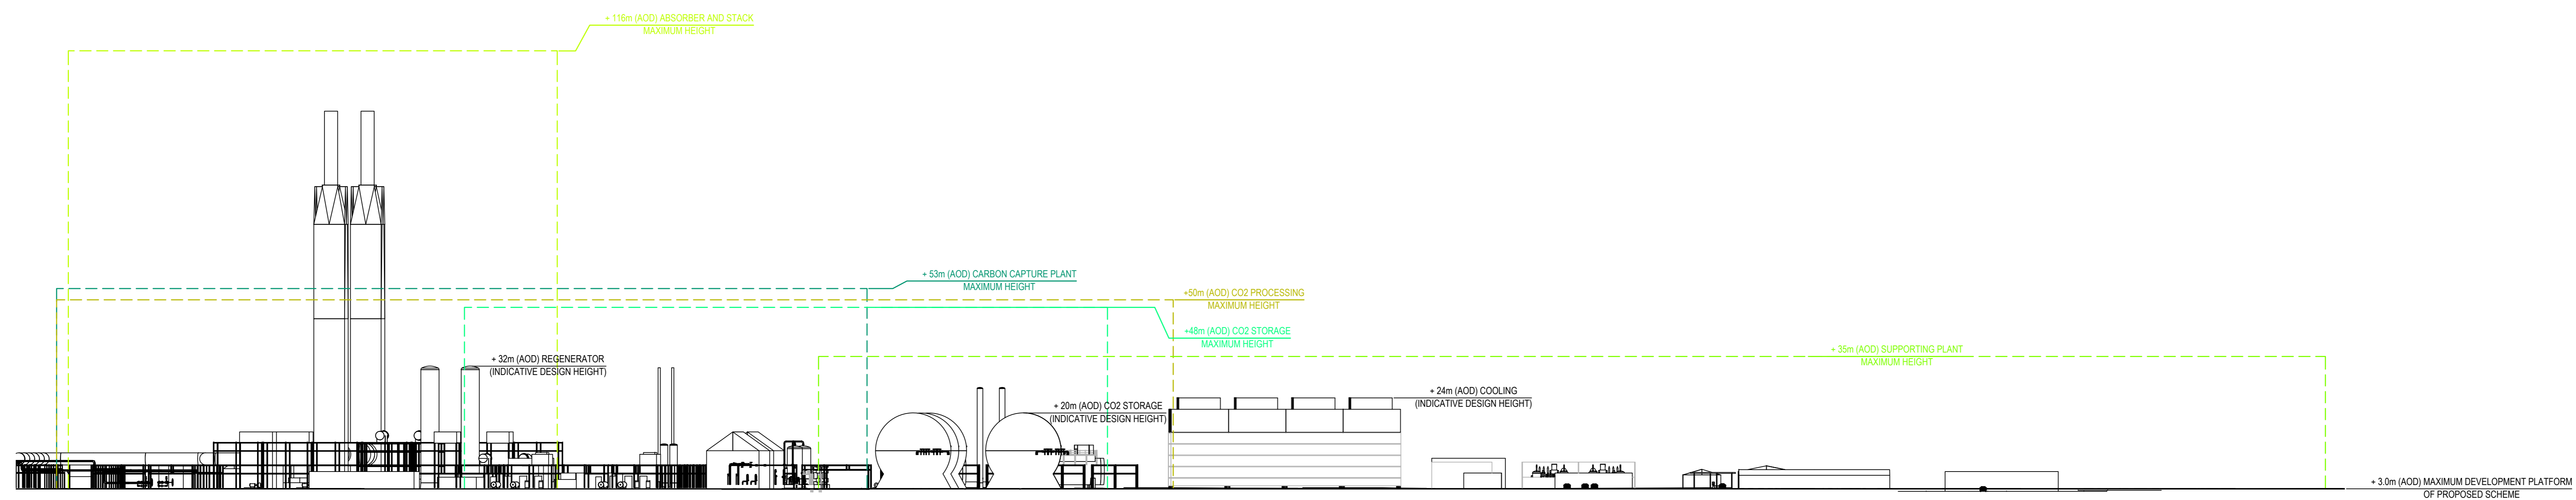 + 116m (AOD) ABSORBER AND STACK
MAXIMUM HEIGHT
+ 53m (AOD) CARBON CAPTURE PLANT
MAXIMUM HEIGHT
+50m (AOD) CO2 PROCESSING
MAXIMUM HEIGHT
+48m (AOD) CO2 STORAGE
MAXIMUM HEIGHT
+ 35m (AOD) SUPPORTING PLANT
MAXIMUM HEIGHT
+ 32m (AOD) REGENERATOR
(INDICATIVE DESIGN HEIGHT)
+ 24m (AOD) COOLING
(INDICATIVE DESIGN HEIGHT)
+ 20m (AOD) CO2 STORAGE
(INDICATIVE DESIGN HEIGHT)
+ 3.0m (AOD) MAXIMUM DEVELOPMENT PLATFORM
OF PROPOSED SCHEME